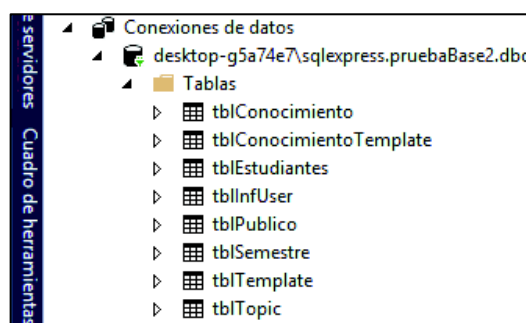 e servidores
Cuadro de herramientas
Conexiones de datos
desktop-g5a74e7\sqlexpress.pruebaBase2.dbo
Tablas
tblConocimiento
tblConocimientoTemplate
tblEstudiantes
tblInfUser
tblPublico
tblSemestre
tblTemplate
tblTopic